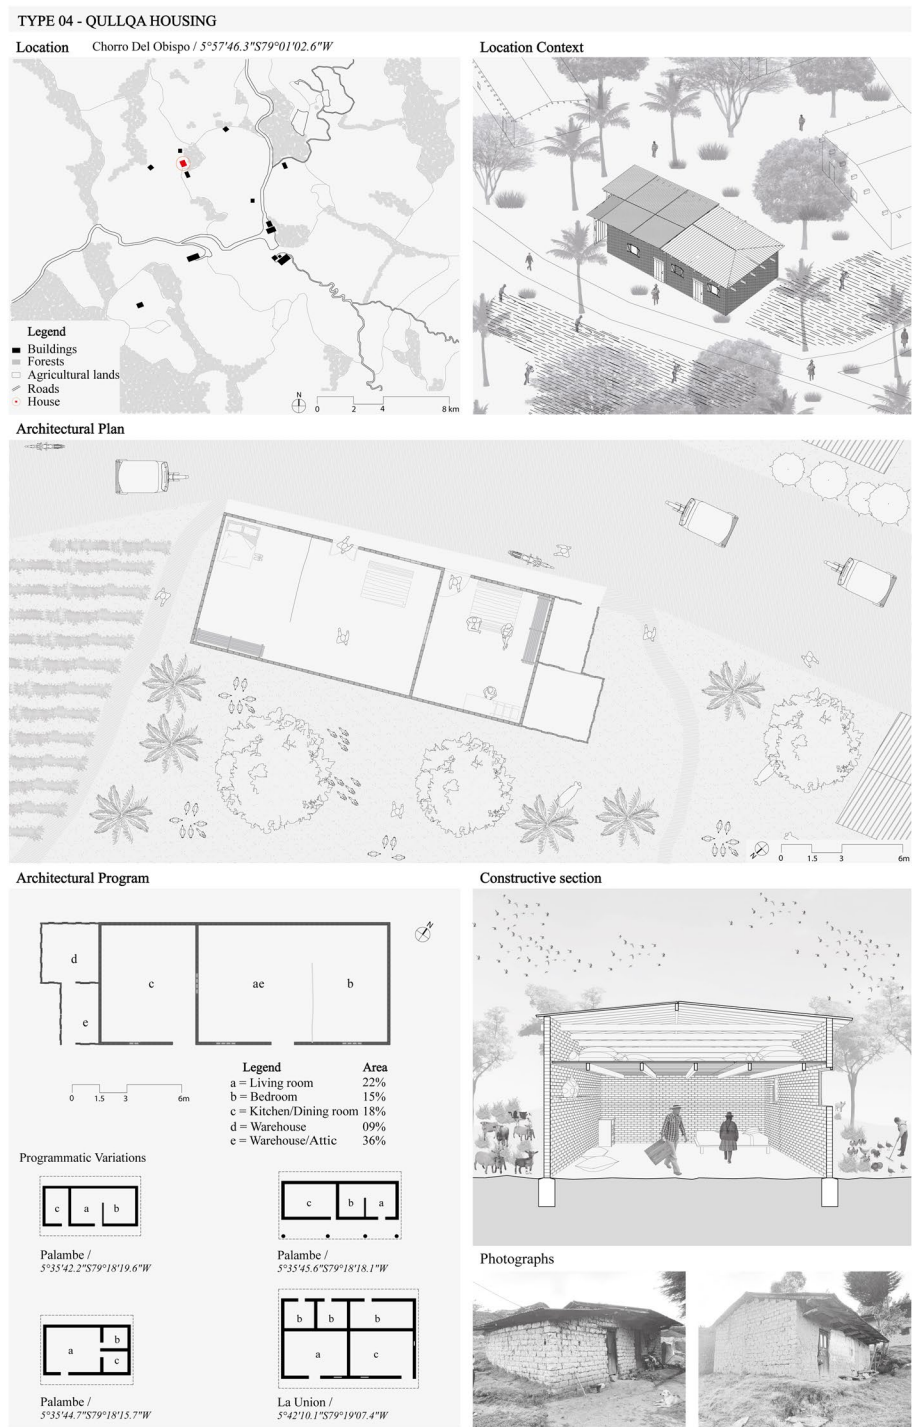 TYPE 04 - QULLQA HOUSING
Location Chorro Del Obispo / 5°57'46.3"S79°01'02.6"W
Legend
Buildings
Forests
Agricultural lands
Roads
House
N
0 2 4 8 km
Location Context
Architectural Plan
N
0 1.5 3 6m
Architectural Program
N
d
c
ae
b
e
0 1.5 3 6m
Legend Area
a = Living room 22%
b = Bedroom 15%
c = Kitchen/Dining room 18%
d = Warehouse 09%
e = Warehouse/Attic 36%
Programmatic Variations
c a b
Palambe /
5°35'42.2"S79°18'19.6"W
c b a
Palambe /
5°35'45.6"S79°18'18.1"W
a b
c
Palambe /
5°35'44.7"S79°18'15.7"W
b b b
a c
La Union /
5°42'10.1"S79°19'07.4"W
Constructive section
Photographs